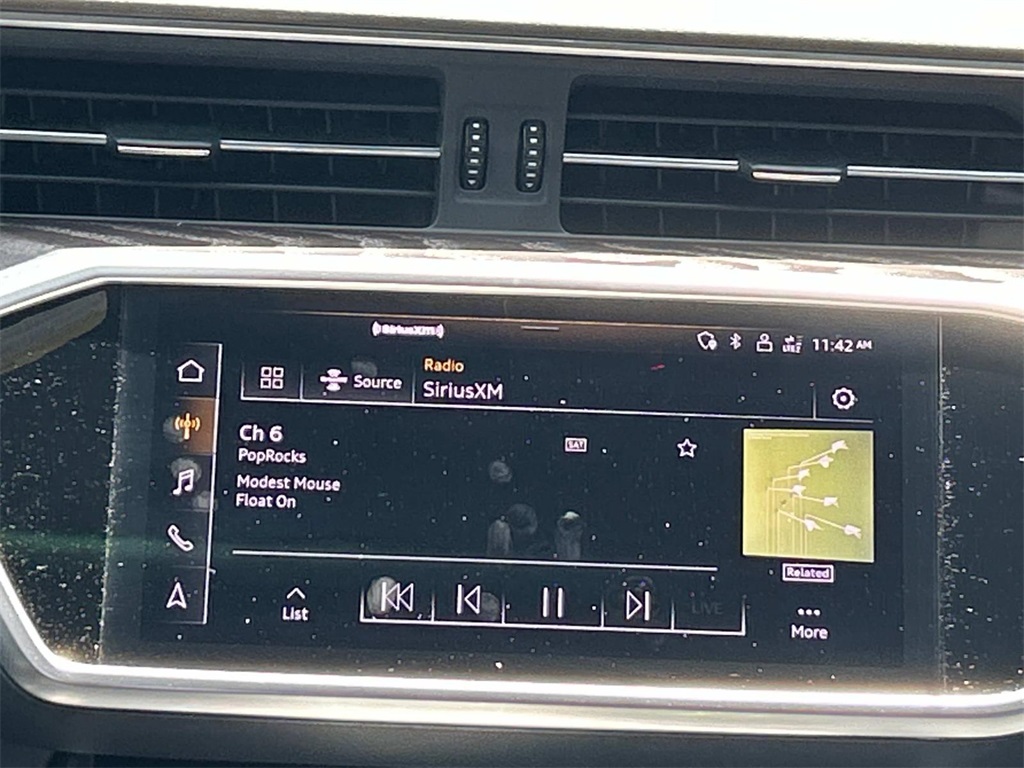 SiriusXM
LTE
11:42 AM
Source
Radio
SiriusXM
Ch 6
PopRocks
SAT
Modest Mouse
Float On
Related
List
LIVE
More